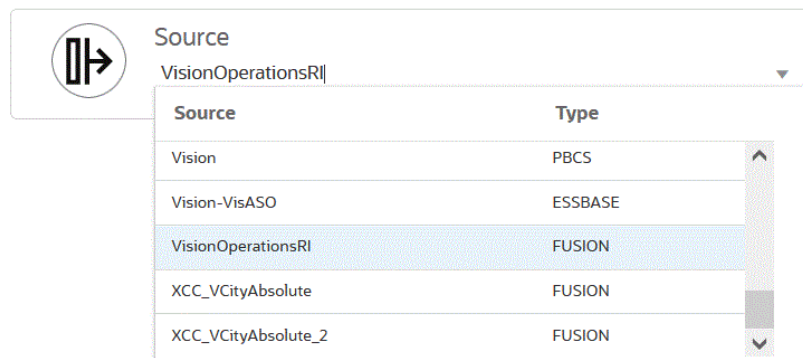 Source
VisionOperationsRI
Source Type
Vision PBCS
Vision-VisASO ESSBASE
VisionOperationsRI FUSION
XCC_VCityAbsolute FUSION
XCC_VCityAbsolute_2 FUSION